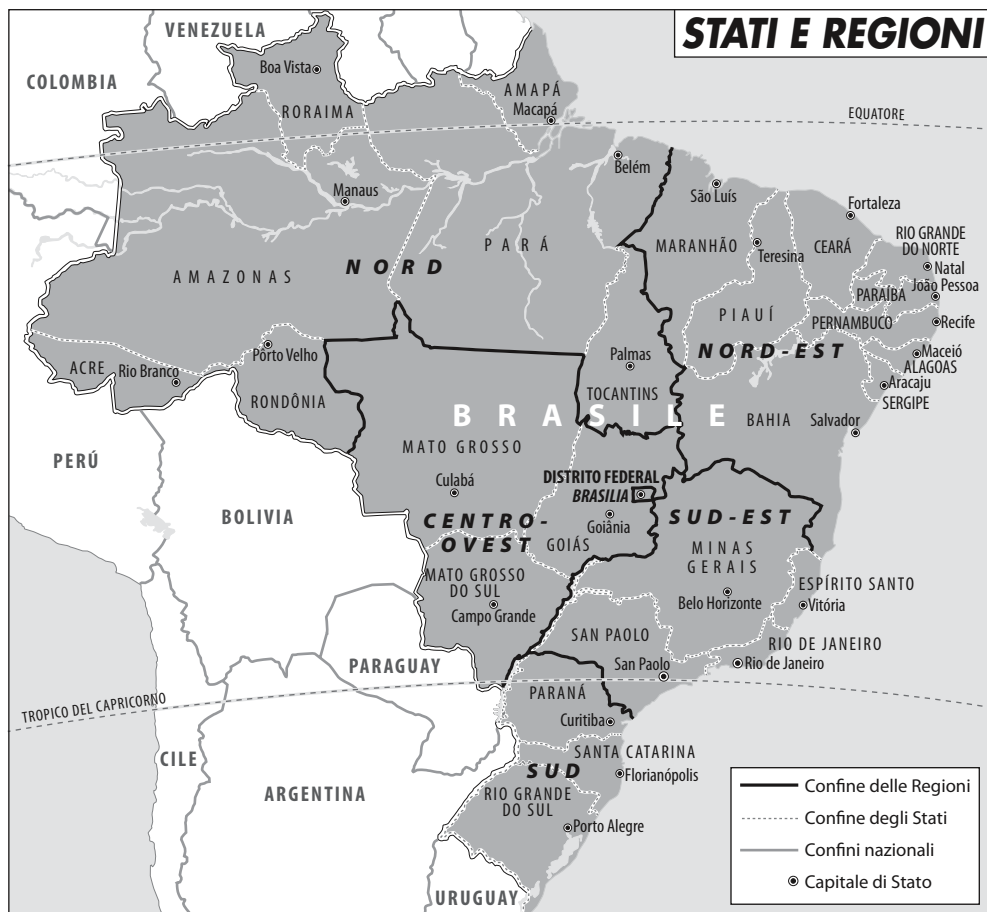 STATI E REGIONI
VENEZUELA
COLOMBIA
Boa Vista
RORAIMA
AMAPÁ
Macapá
EQUATORE
Belém
Manaus
São Luís
Fortaleza
PARÁ
MARANHÃO
Teresina
CEARÁ
RIO GRANDE
DO NORTE
Natal
João Pessoa
AMAZONAS
NORD
PARAÍBA
PIAUÍ
PERNAMBUCO
Recife
NORD-EST
Maceió
ALAGOAS
Aracaju
SERGIPE
Pôrto Velho
ACRE
Rio Branco
RONDÔNIA
Palmas
TOCANTINS
BRASILE
BAHIA
Salvador
PERÚ
MATO GROSSO
Culabá
DISTRITO FEDERAL
BRASILIA
BOLIVIA
CENTRO-
OVEST
Goiânia
GOIÁS
SUD-EST
MINAS
GERAIS
MATO GROSSO
DO SUL
Campo Grande
Belo Horizonte
ESPÍRITO SANTO
Vitória
SAN PAOLO
RIO DE JANEIRO
Rio de Janeiro
San Paolo
PARAGUAY
TROPICO DEL CAPRICORNO
PARANÁ
Curitiba
CILE
SANTA CATARINA
Florianópolis
SUD
ARGENTINA
RIO GRANDE
DO SUL
Porto Alegre
URUGUAY
Confine delle Regioni
Confine degli Stati
Confini nazionali
Capitale di Stato